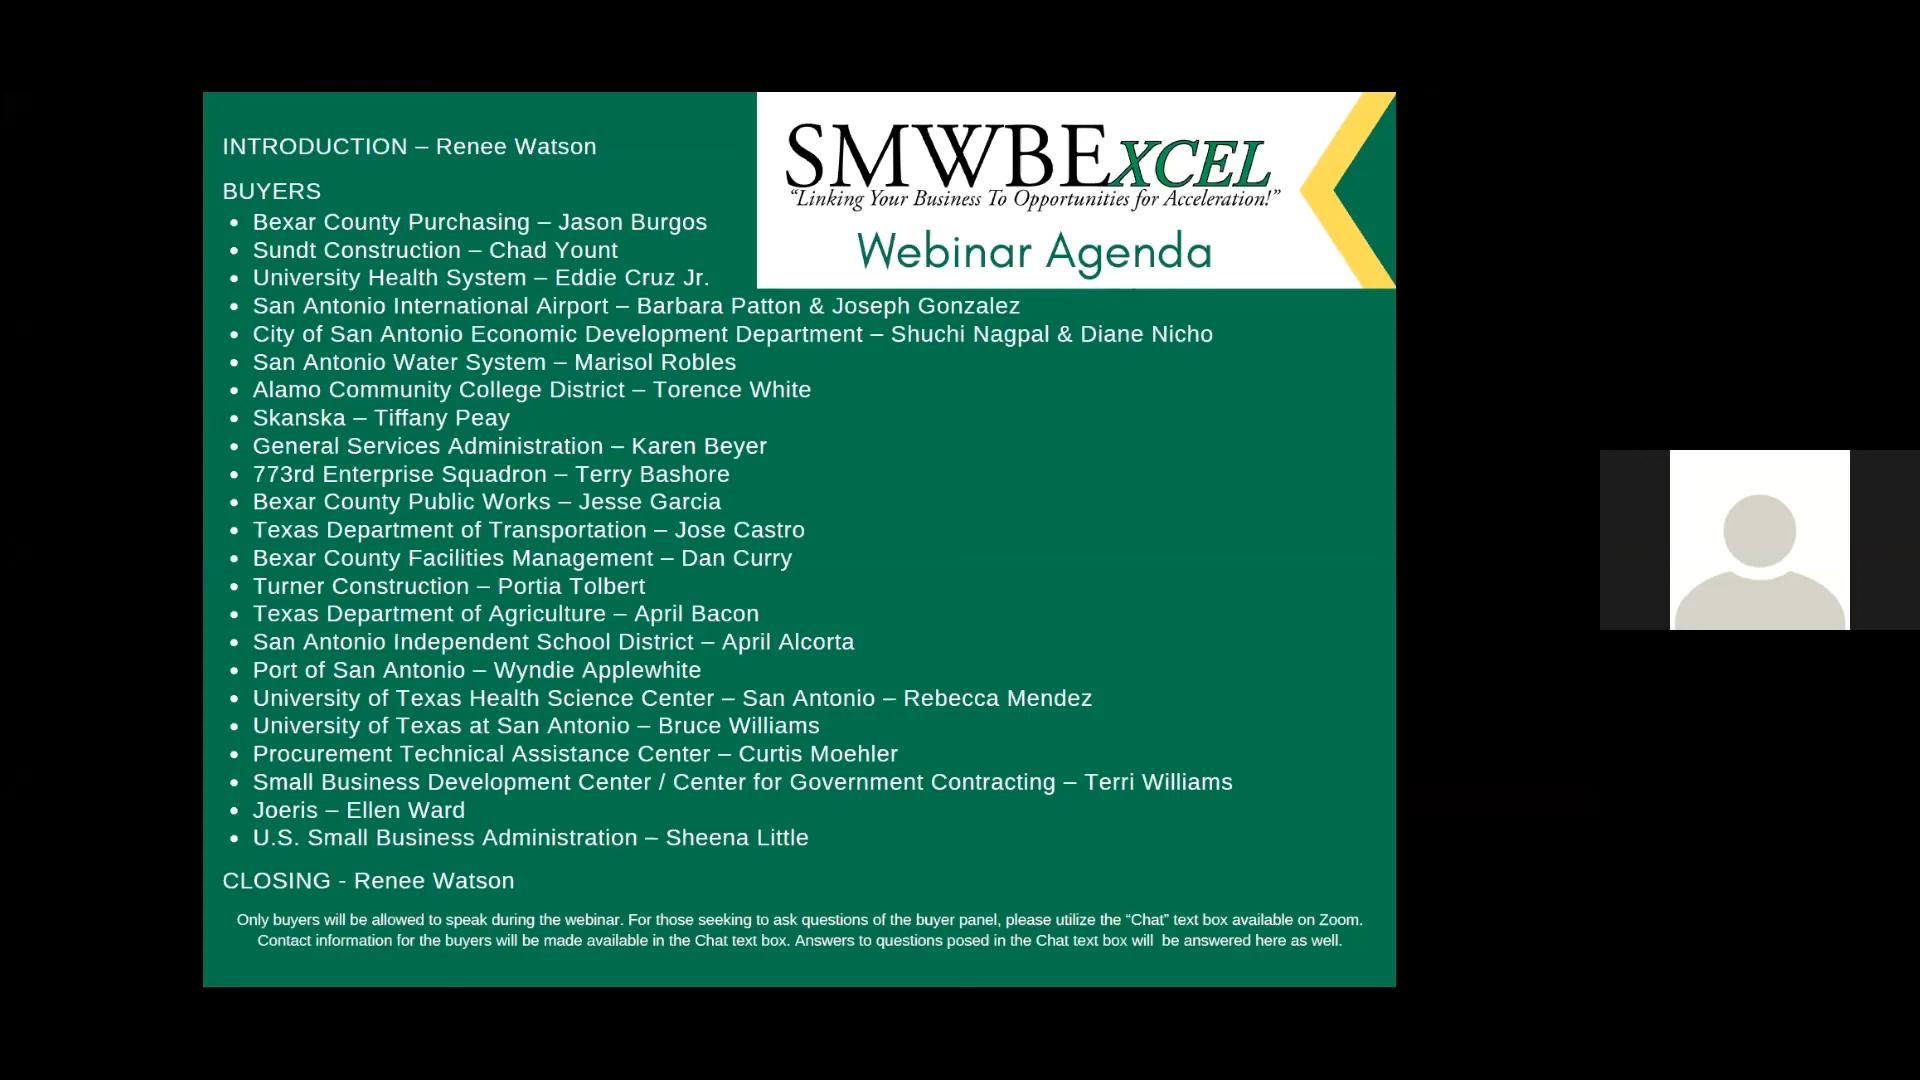 INTRODUCTION – Renee Watson
SMWBEXCEL
“Linking Your Business To Opportunities for Acceleration!”
Webinar Agenda
BUYERS
• Bexar County Purchasing – Jason Burgos
• Sundt Construction – Chad Yount
• University Health System – Eddie Cruz Jr.
• San Antonio International Airport – Barbara Patton & Joseph Gonzalez
• City of San Antonio Economic Development Department – Shuchi Nagpal & Diane Nicho
• San Antonio Water System – Marisol Robles
• Alamo Community College District – Torence White
• Skanska – Tiffany Peay
• General Services Administration – Karen Beyer
• 773rd Enterprise Squadron – Terry Bashore
• Bexar County Public Works – Jesse Garcia
• Texas Department of Transportation – Jose Castro
• Bexar County Facilities Management – Dan Curry
• Turner Construction – Portia Tolbert
• Texas Department of Agriculture – April Bacon
• San Antonio Independent School District – April Alcorta
• Port of San Antonio – Wyndie Applewhite
• University of Texas Health Science Center – San Antonio – Rebecca Mendez
• University of Texas at San Antonio – Bruce Williams
• Procurement Technical Assistance Center – Curtis Moehler
• Small Business Development Center / Center for Government Contracting – Terri Williams
• Joeris – Ellen Ward
• U.S. Small Business Administration – Sheena Little
CLOSING - Renee Watson
Only buyers will be allowed to speak during the webinar. For those seeking to ask questions of the buyer panel, please utilize the “Chat” text box available on Zoom.
Contact information for the buyers will be made available in the Chat text box. Answers to questions posed in the Chat text box will be answered here as well.